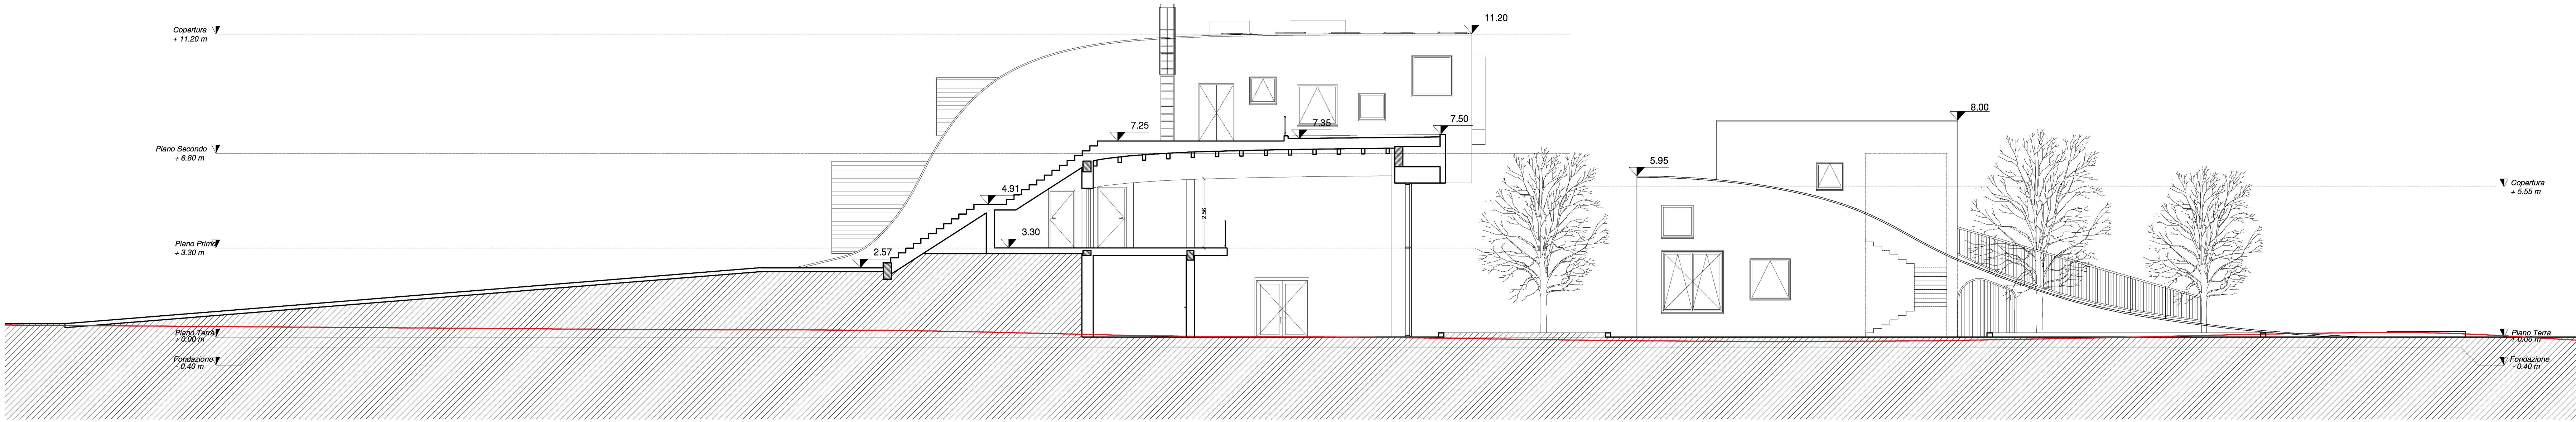 Copertura
+ 11.20 m
11.20
8.00
7.25
7.35
7.50
Piano Secondo
+ 6.80 m
5.95
4.91
Copertura
+ 5.55 m
2.56
3.30
Piano Primo
+ 3.30 m
2.57
Piano Terra
+ 0.00 m
Piano Terra
+ 0.00 m
Fondazione
- 0.40 m
Fondazione
- 0.40 m